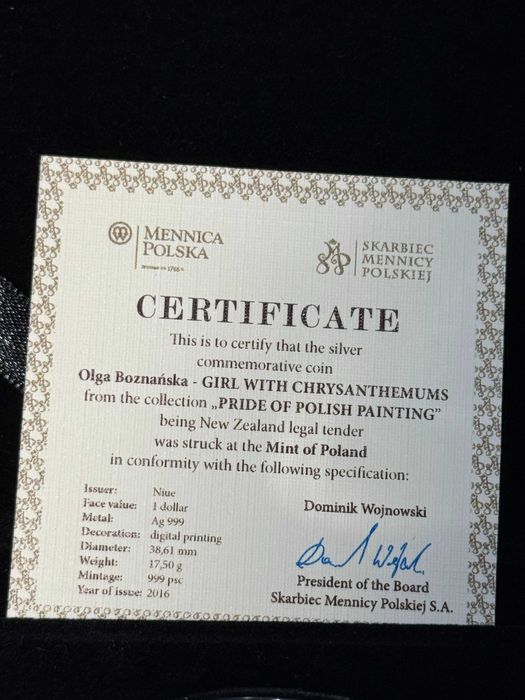 MENNICA
POLSKA
SKARBIEC
MENNICY
POLSKIEJ
CERTIFICATE
This is to certify that the silver
commemorative coin
Olga Boznańska - GIRL WITH CHRYSANTHEMUMS
from the collection „PRIDE OF POLISH PAINTING”
being New Zealand legal tender
was struck at the Mint of Poland
in conformity with the following specification:
Issuer: Niue
Face value: 1 dollar
Metal: Ag 999
Decoration: digital printing
Diameter: 38,61 mm
Weight: 17,50 g
Mintage: 999 psc
Year of issue: 2016
Dominik Wojnowski
President of the Board
Skarbiec Mennicy Polskiej S.A.